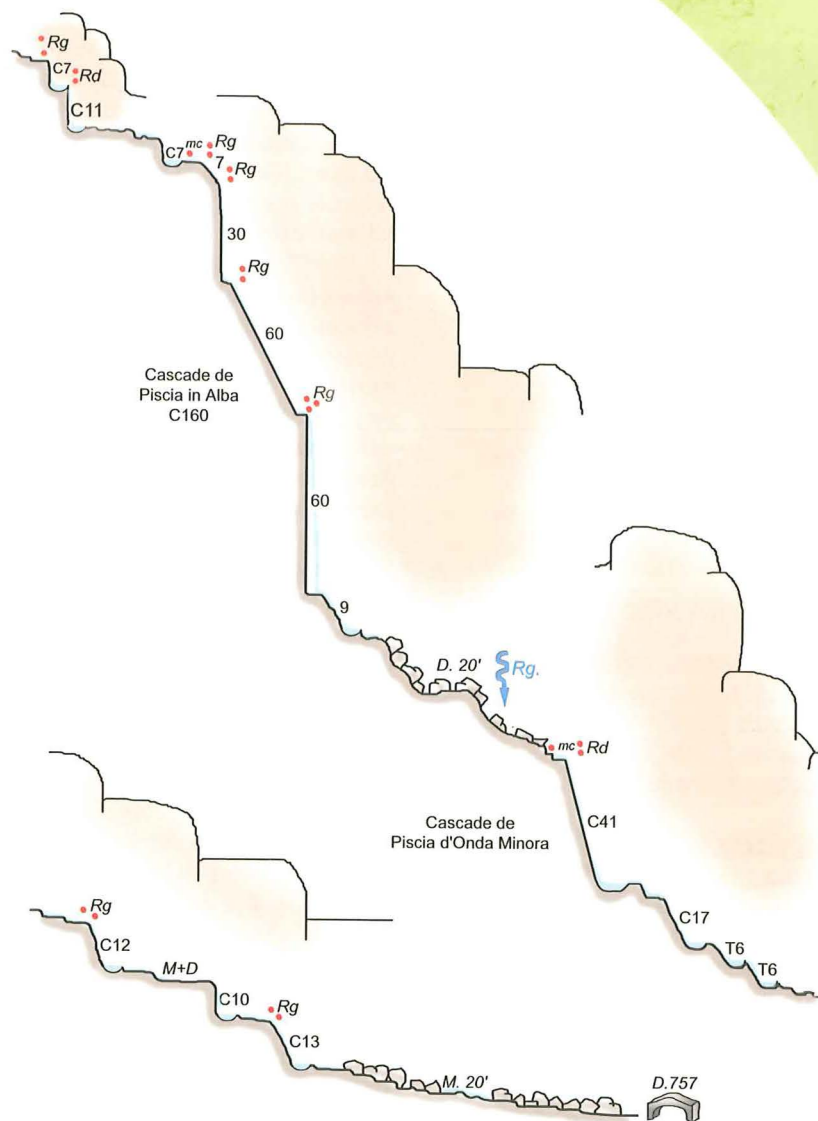 Rg
C7
Rd
C11
C7
mc
Rg
7
Rg
30
Rg
60
Cascade de
Piscia in Alba
C160
Rg
60
9
D. 20'
Rg.
mc
Rd
C41
Cascade de
Piscia d'Onda Minora
C17
T6
T6
Rg
C12
M+D
C10
Rg
C13
M. 20'
D.757